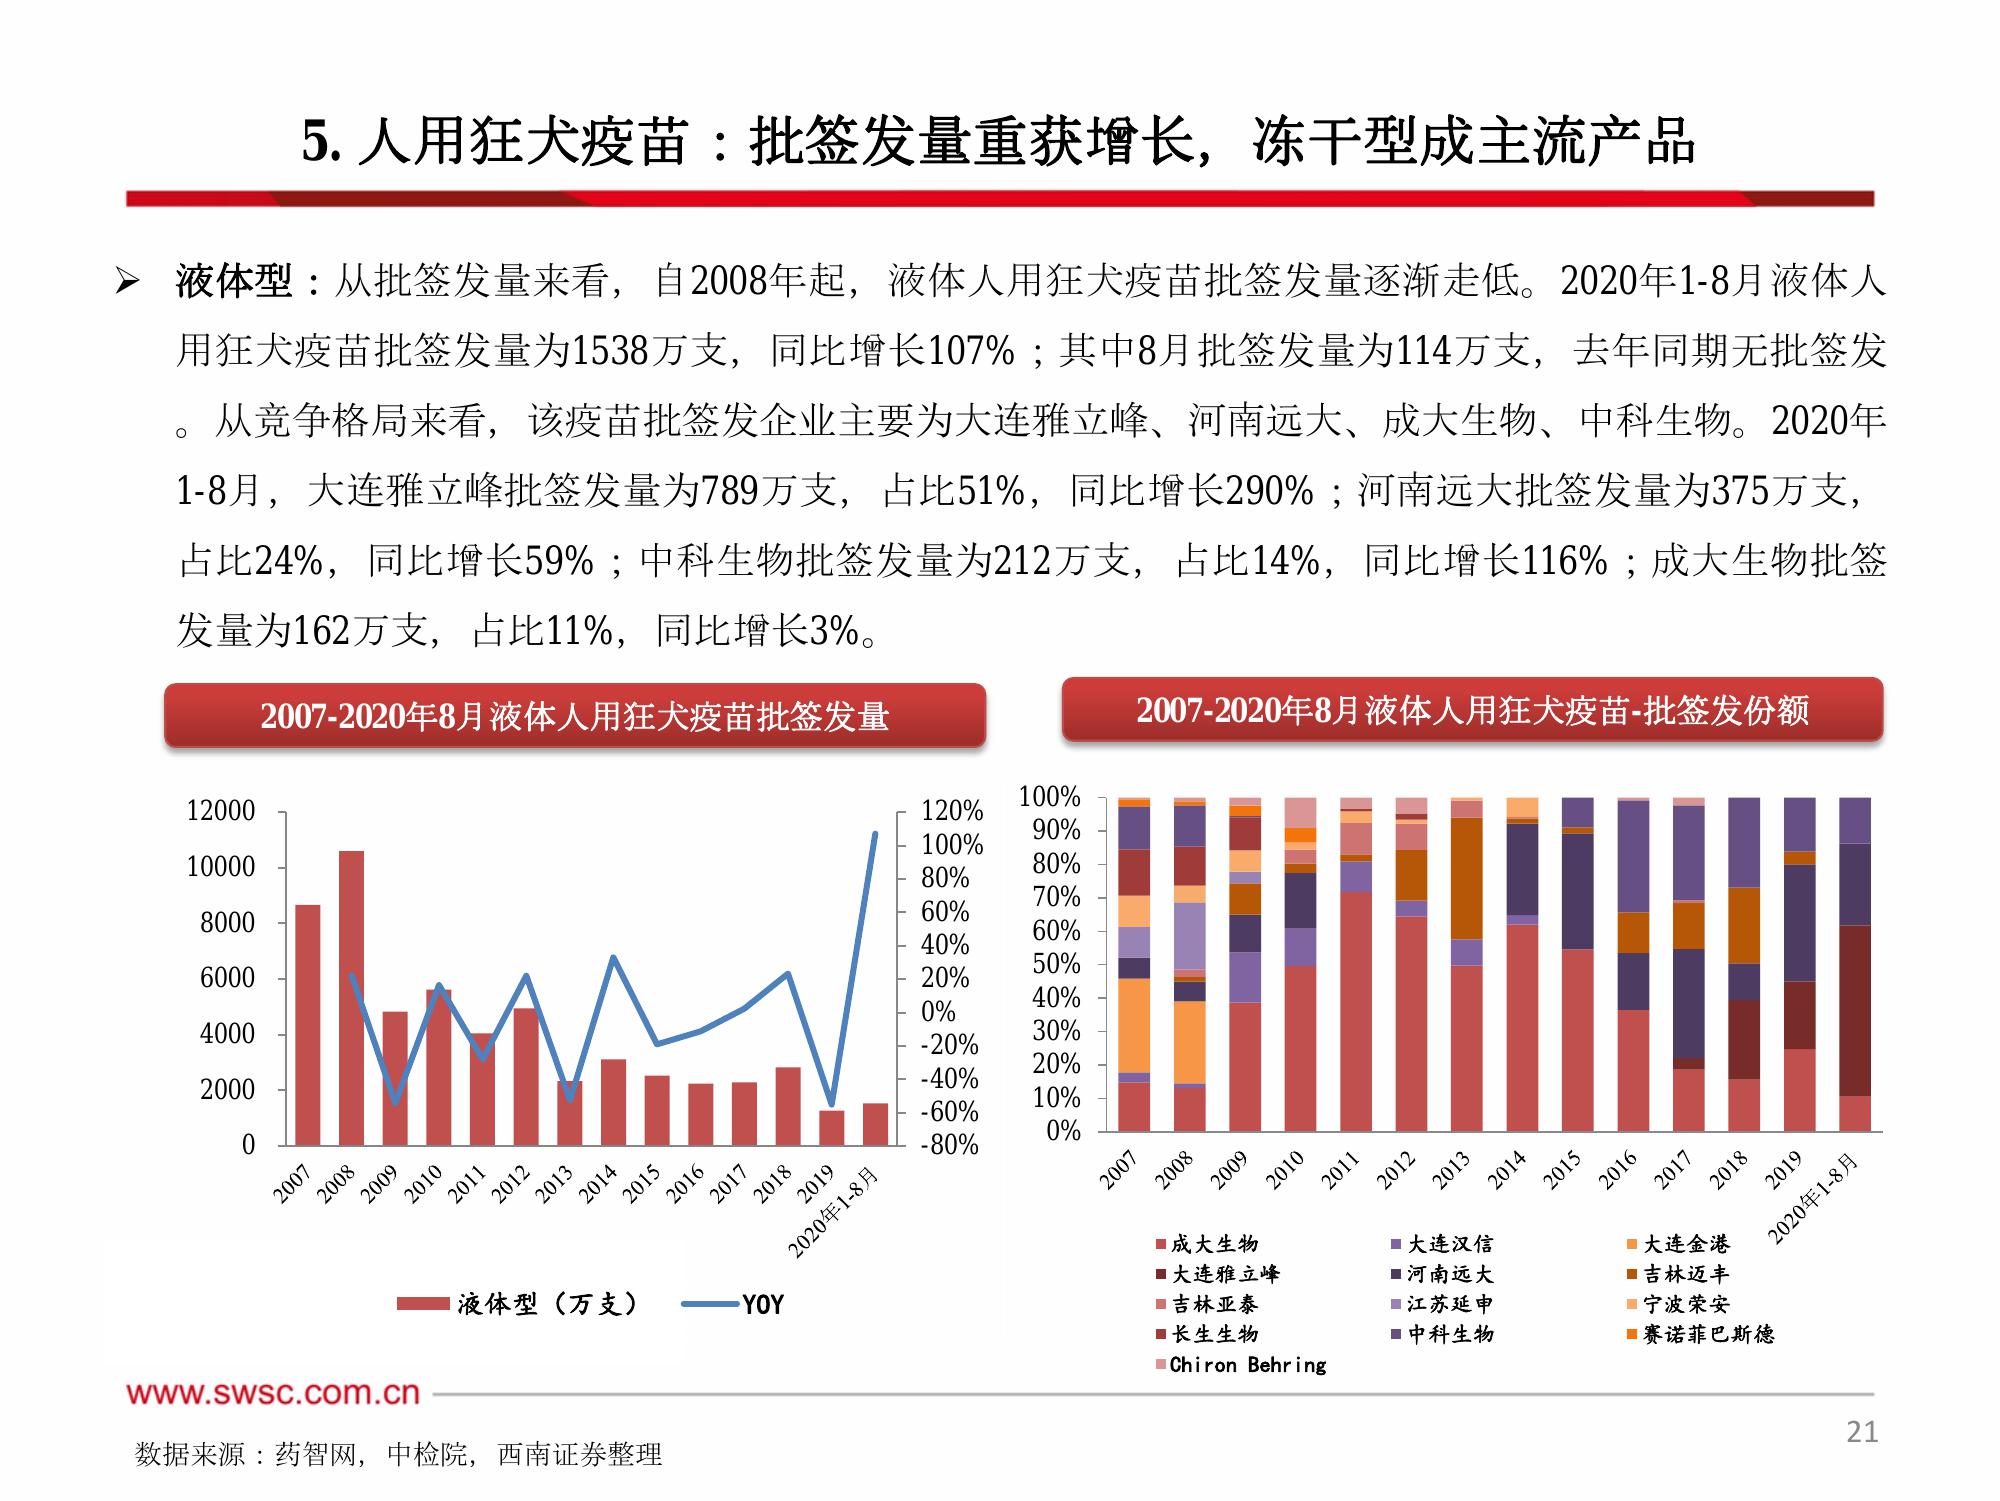 5. 人用狂犬疫苗：批签发量重获增长，冻干型成主流产品
➢ 液体型：从批签发量来看，自2008年起，液体人用狂犬疫苗批签发量逐渐走低。2020年1-8月液体人
用狂犬疫苗批签发量为1538万支，同比增长107%；其中8月批签发量为114万支，去年同期无批签发
。从竞争格局来看，该疫苗批签发企业主要为大连雅立峰、河南远大、成大生物、中科生物。2020年
1-8月，大连雅立峰批签发量为789万支，占比51%，同比增长290%；河南远大批签发量为375万支，
占比24%，同比增长59%；中科生物批签发量为212万支，占比14%，同比增长116%；成大生物批签
发量为162万支，占比11%，同比增长3%。
2007-2020年8月液体人用狂犬疫苗批签发量
12000
10000
8000
6000
4000
2000
0
120%
100%
80%
60%
40%
20%
0%
-20%
-40%
-60%
-80%
2007 2008 2009 2010 2011 2012 2013 2014 2015 2016 2017 2018 2019 2020年1-8月
液体型（万支） YOY
2007-2020年8月液体人用狂犬疫苗-批签发份额
100%
90%
80%
70%
60%
50%
40%
30%
20%
10%
0%
2007 2008 2009 2010 2011 2012 2013 2014 2015 2016 2017 2018 2019 2020年1-8月
成大生物 大连汉信 大连金港
大连雅立峰 河南远大 吉林迈丰
吉林亚泰 江苏延申 宁波荣安
长生生物 中科生物 赛诺菲巴斯德
Chiron Behring
www.swsc.com.cn
21
数据来源：药智网，中检院，西南证券整理